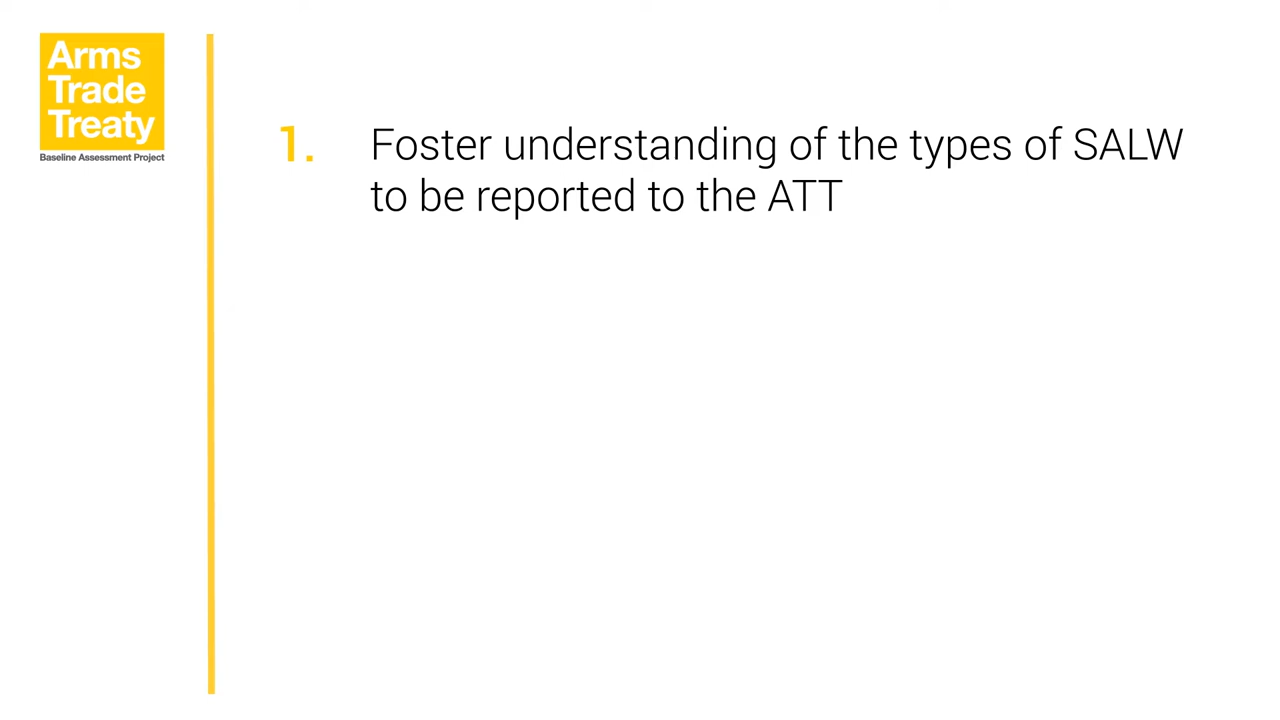 Arms
Trade
Treaty
Baseline Assessment Project
1. Foster understanding of the types of SALW
to be reported to the ATT